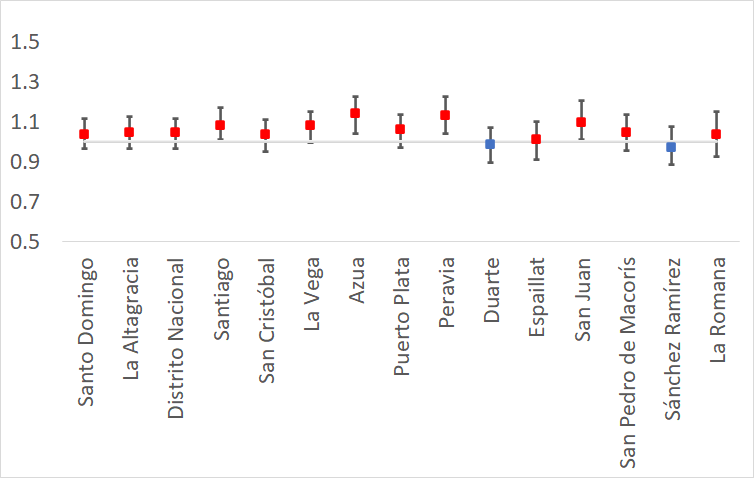 1.5
1.3
1.1
0.9
0.7
0.5
Santo Domingo
La Altagracia
Distrito Nacional
Santiago
San Cristóbal
La Vega
Azua
Puerto Plata
Peravia
Duarte
Espaillat
San Juan
San Pedro de Macorís
Sánchez Ramírez
La Romana